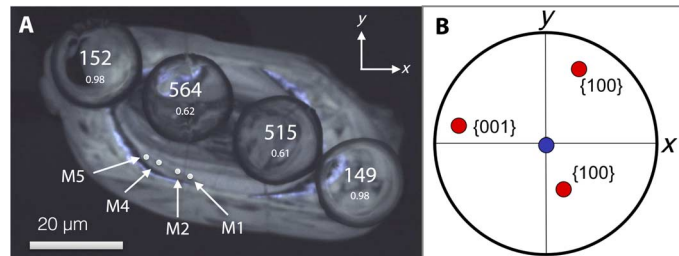 A
y
x
152
0.98
564
0.62
515
0.61
149
0.98
M5
M4
M2
M1
20 µm
B
y
{100}
{001}
x
{100}